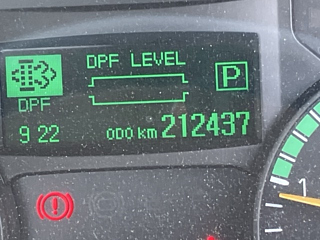 DPF LEVEL
P
DPF
9 22
ODO km 212437